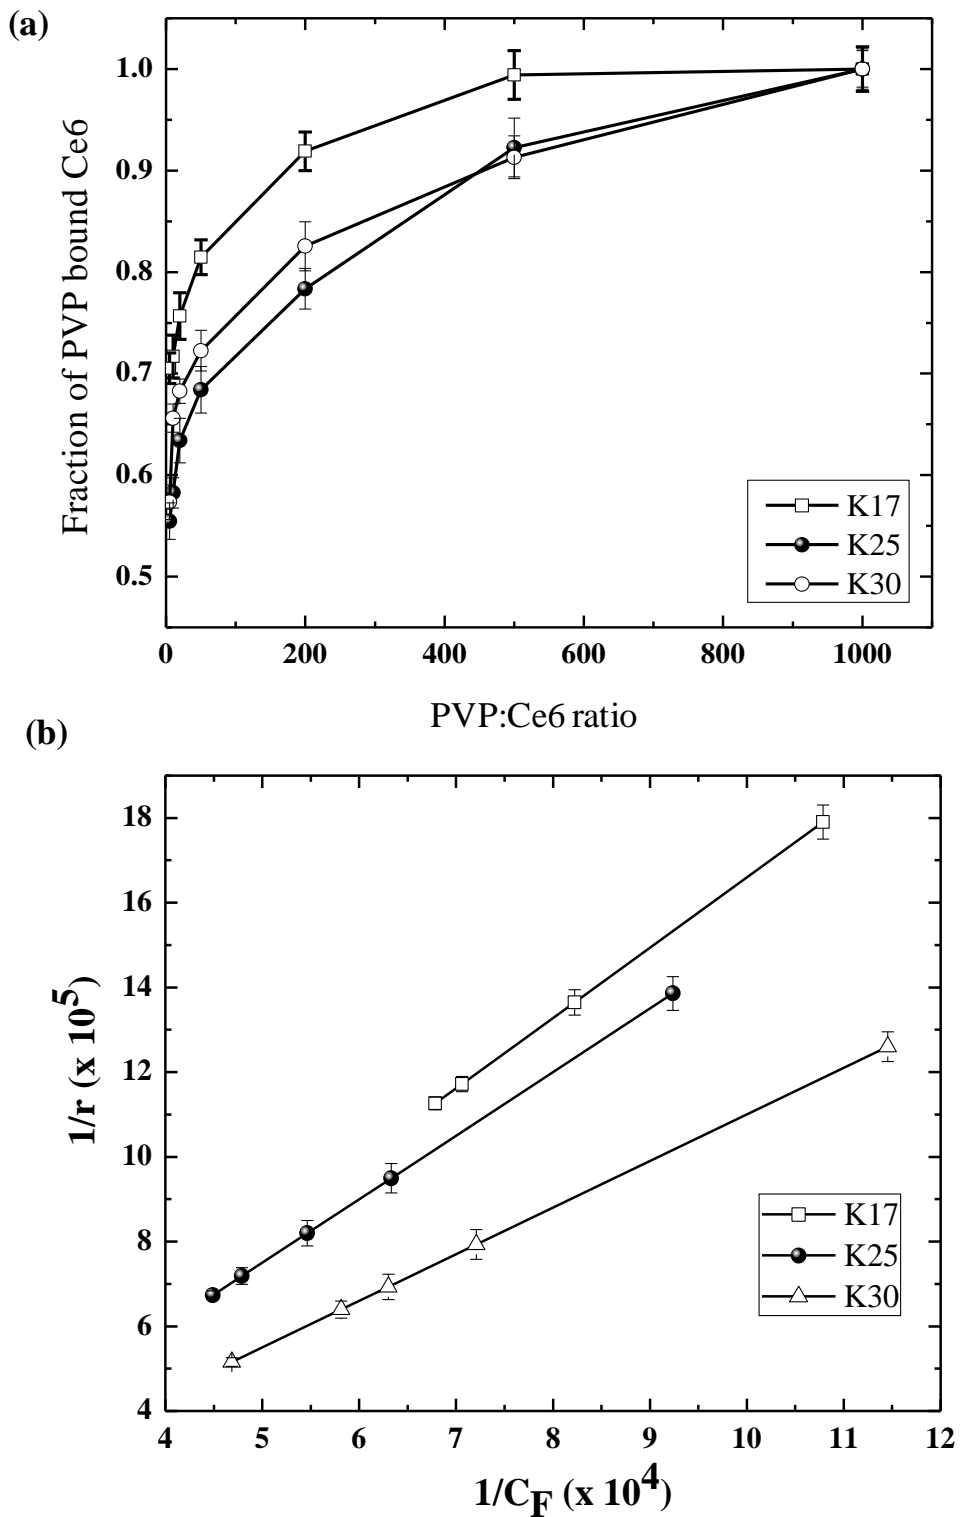 (a)
Fraction of PVP bound Ce6
1.0
0.9
0.8
0.7
0.6
0.5
K17
K25
K30
0 200 400 600 800 1000
PVP:Ce6 ratio
(b)
1/r (x 10⁵)
18
16
14
12
10
8
6
4
K17
K25
K30
4 5 6 7 8 9 10 11 12
1/C_F (x 10⁴)